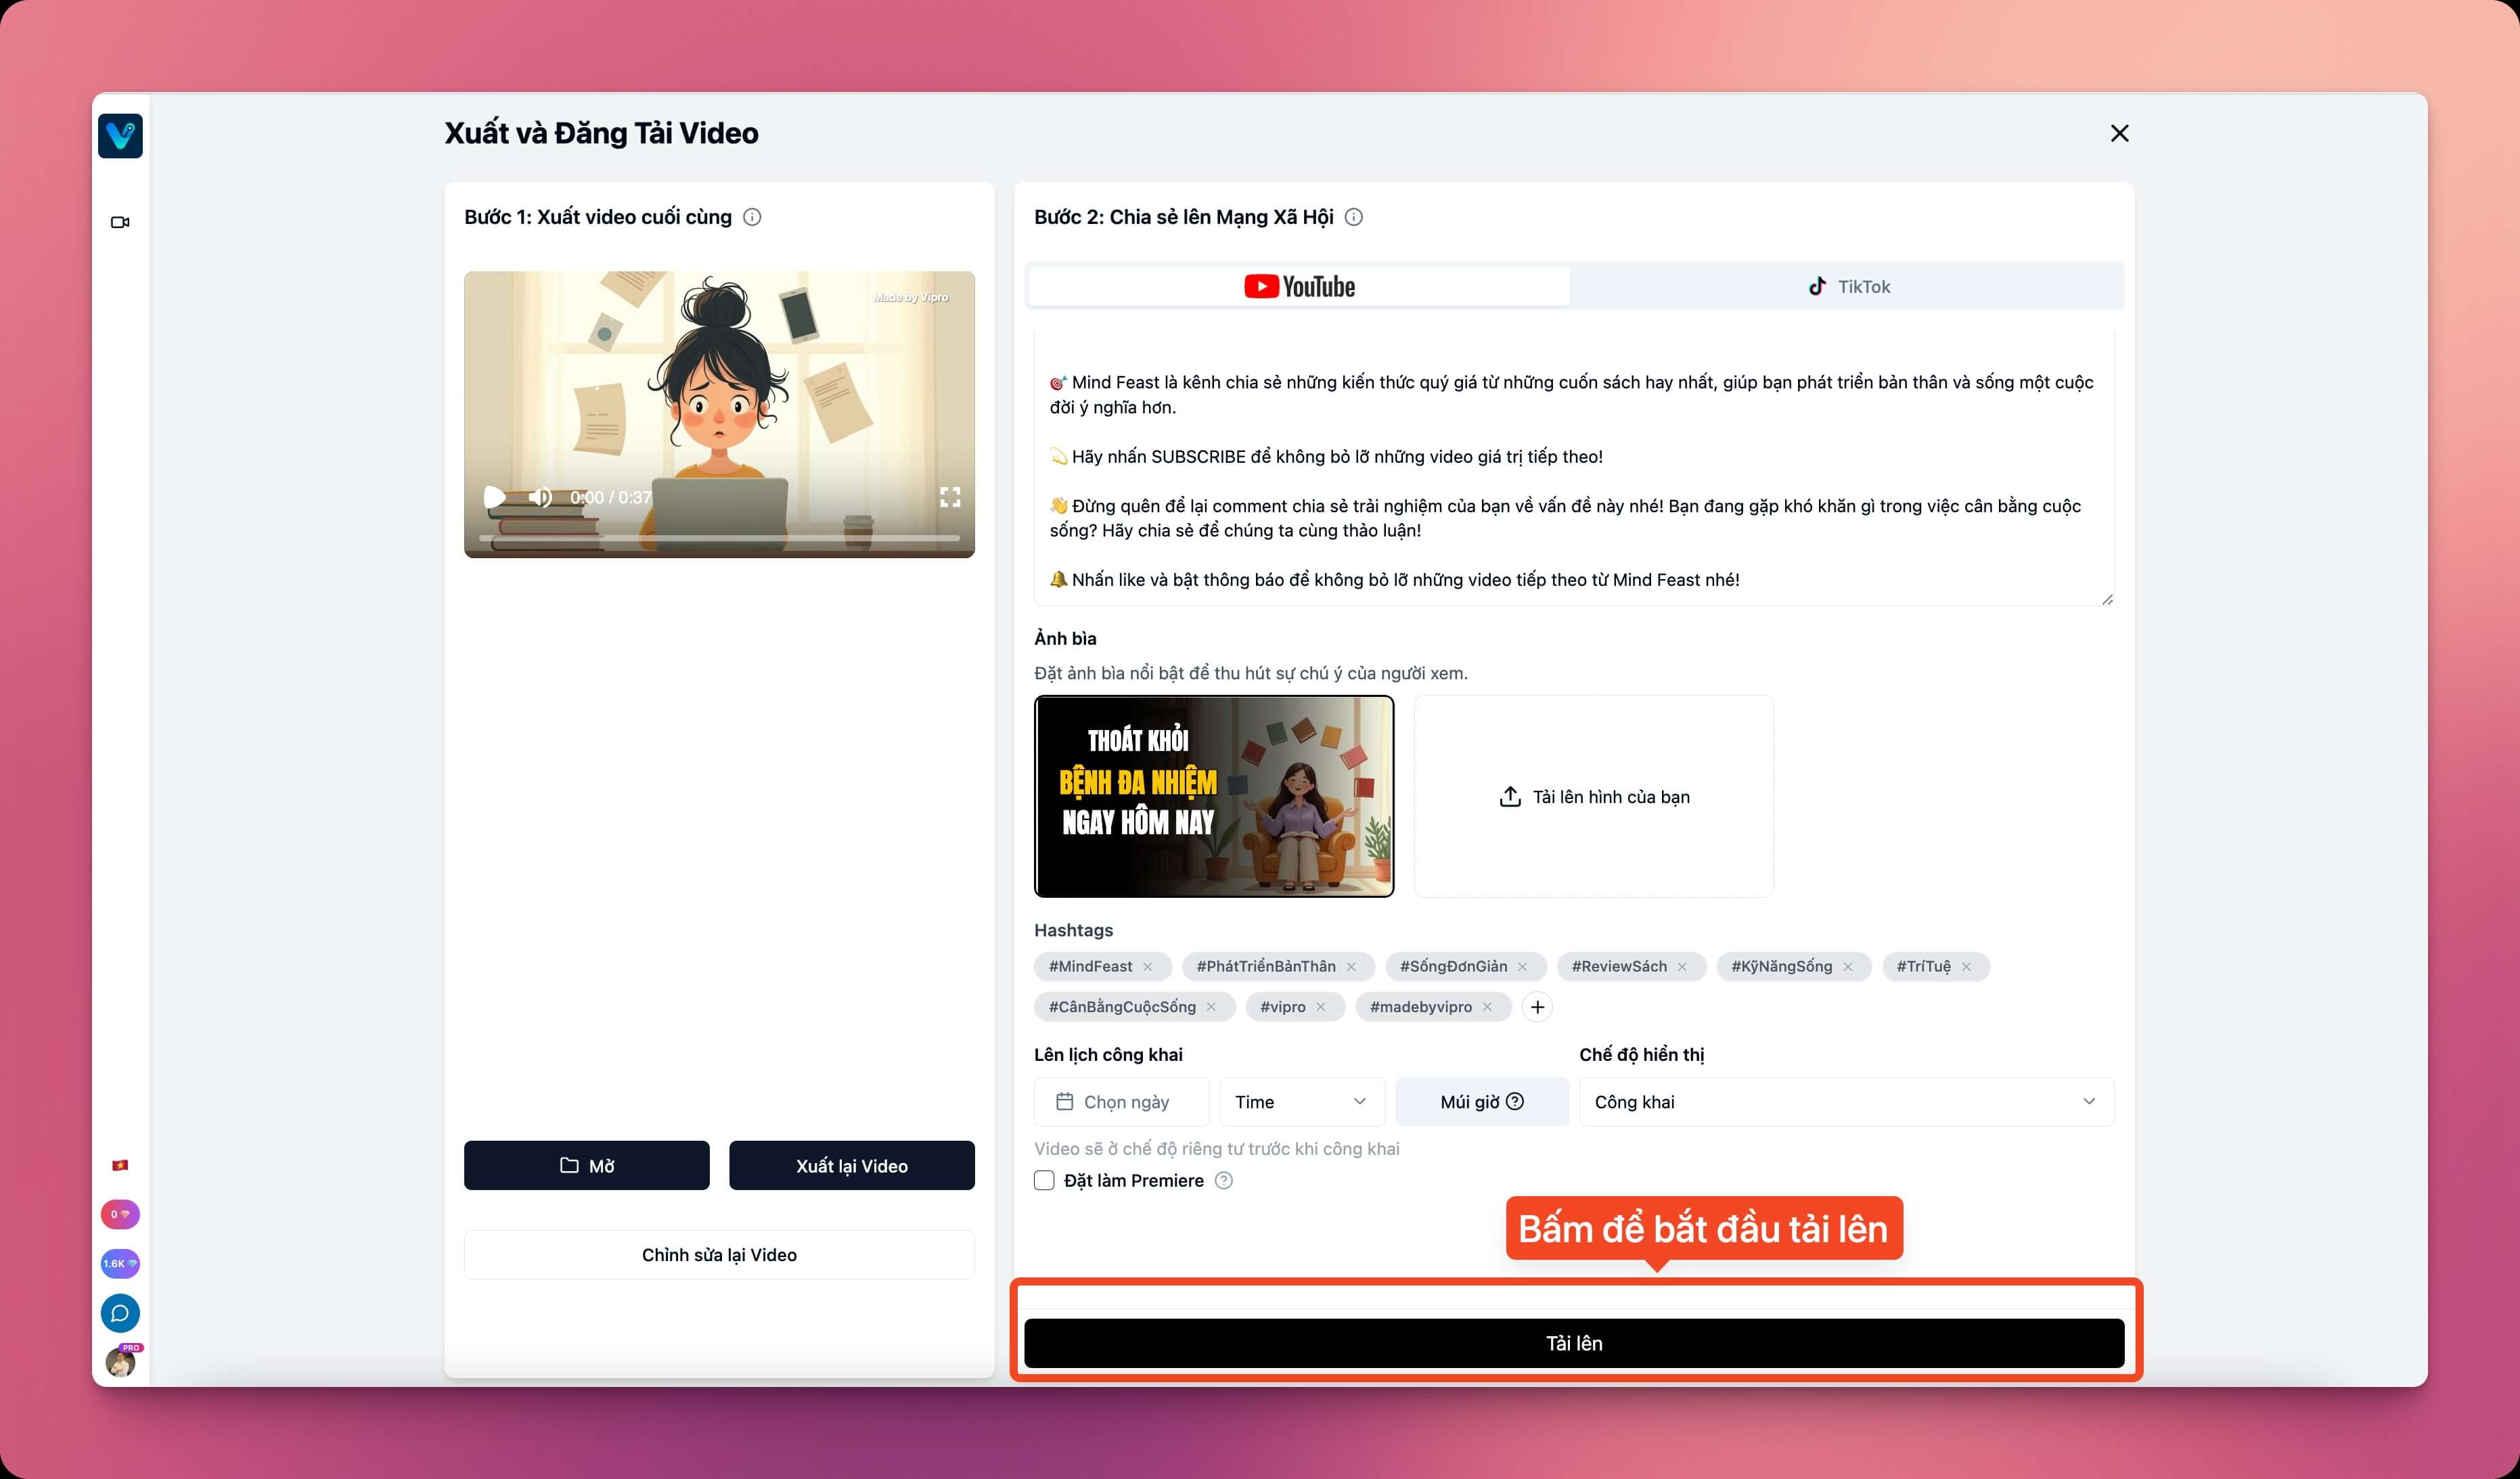 Xuất và Đăng Tải Video
Bước 1: Xuất video cuối cùng
Made by Vipro
0:00 / 0:37
Mở
Xuất lại Video
Chỉnh sửa lại Video
Bước 2: Chia sẻ lên Mạng Xã Hội
YouTube
TikTok
🎯 Mind Feast là kênh chia sẻ những kiến thức quý giá từ những cuốn sách hay nhất, giúp bạn phát triển bản thân và sống một cuộc
đời ý nghĩa hơn.
💫 Hãy nhấn SUBSCRIBE để không bỏ lỡ những video giá trị tiếp theo!
👋 Đừng quên để lại comment chia sẻ trải nghiệm của bạn về vấn đề này nhé! Bạn đang gặp khó khăn gì trong việc cân bằng cuộc
sống? Hãy chia sẻ để chúng ta cùng thảo luận!
🔔 Nhấn like và bật thông báo để không bỏ lỡ những video tiếp theo từ Mind Feast nhé!
Ảnh bìa
Đặt ảnh bìa nổi bật để thu hút sự chú ý của người xem.
THOÁT KHỎI
BỆNH ĐA NHIỆM
NGAY HÔM NAY
Tải lên hình của bạn
Hashtags
#MindFeast #PhátTriểnBảnThân #SốngĐơnGiản #ReviewSách #KỹNăngSống #TríTuệ
#CânBằngCuộcSống #vipro #madebyvipro
Lên lịch công khai
Chế độ hiển thị
Chọn ngày
Time
Múi giờ
Công khai
Video sẽ ở chế độ riêng tư trước khi công khai
Đặt làm Premiere
Bấm để bắt đầu tải lên
Tải lên
0
1.6K
PRO